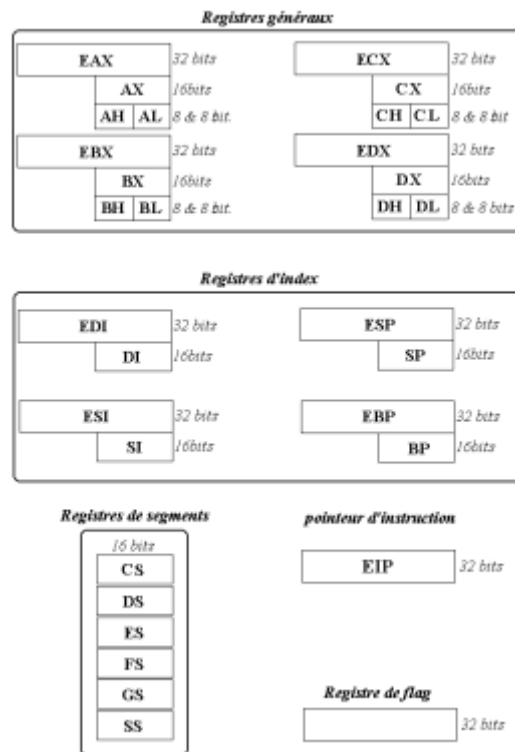 Registres généraux
EAX 32 bits ECX 32 bits
AX 16bits CX 16bits
AH AL 8 & 8 bit. CH CL 8 & 8 bit
EBX 32 bits EDX 32 bits
BX 16bits DX 16bits
BH BL 8 & 8 bit. DH DL 8 & 8 bits
Registres d'index
EDI 32 bits ESP 32 bits
DI 16bits SP 16bits
ESI 32 bits EBP 32 bits
SI 16bits BP 16bits
Registres de segments pointeur d'instruction
16 bits
CS EIP 32 bits
DS
ES
FS
GS Registre de flag
SS 32 bits